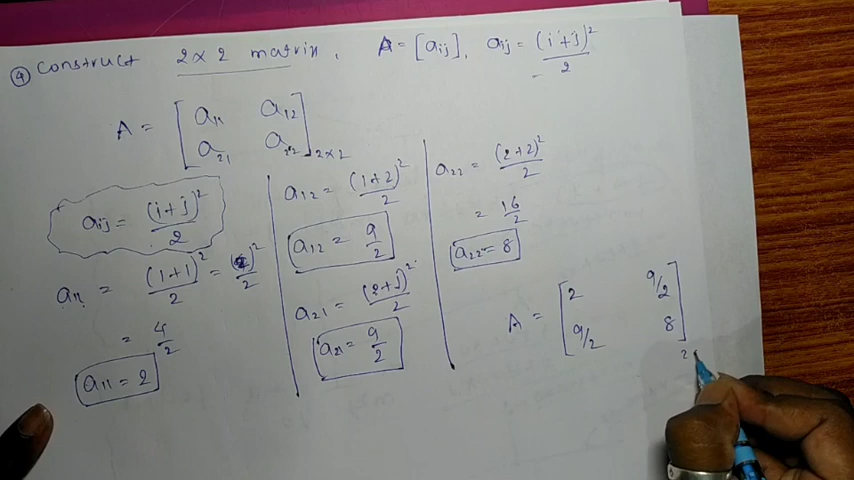 ④ Construct 2×2 matrix. A = [aij], aij = (i+j)²/2
A = [a11 a12
a21 a22]2×2
aij = (i+j)²/2
a11 = (1+1)²/2 = (2)²/2
= 4/2
a11 = 2
a12 = (1+2)²/2
a12 = 9/2
a21 = (2+1)²/2
a21 = 9/2
a22 = (2+2)²/2
= 16/2
a22 = 8
A = [2 9/2
9/2 8]
2